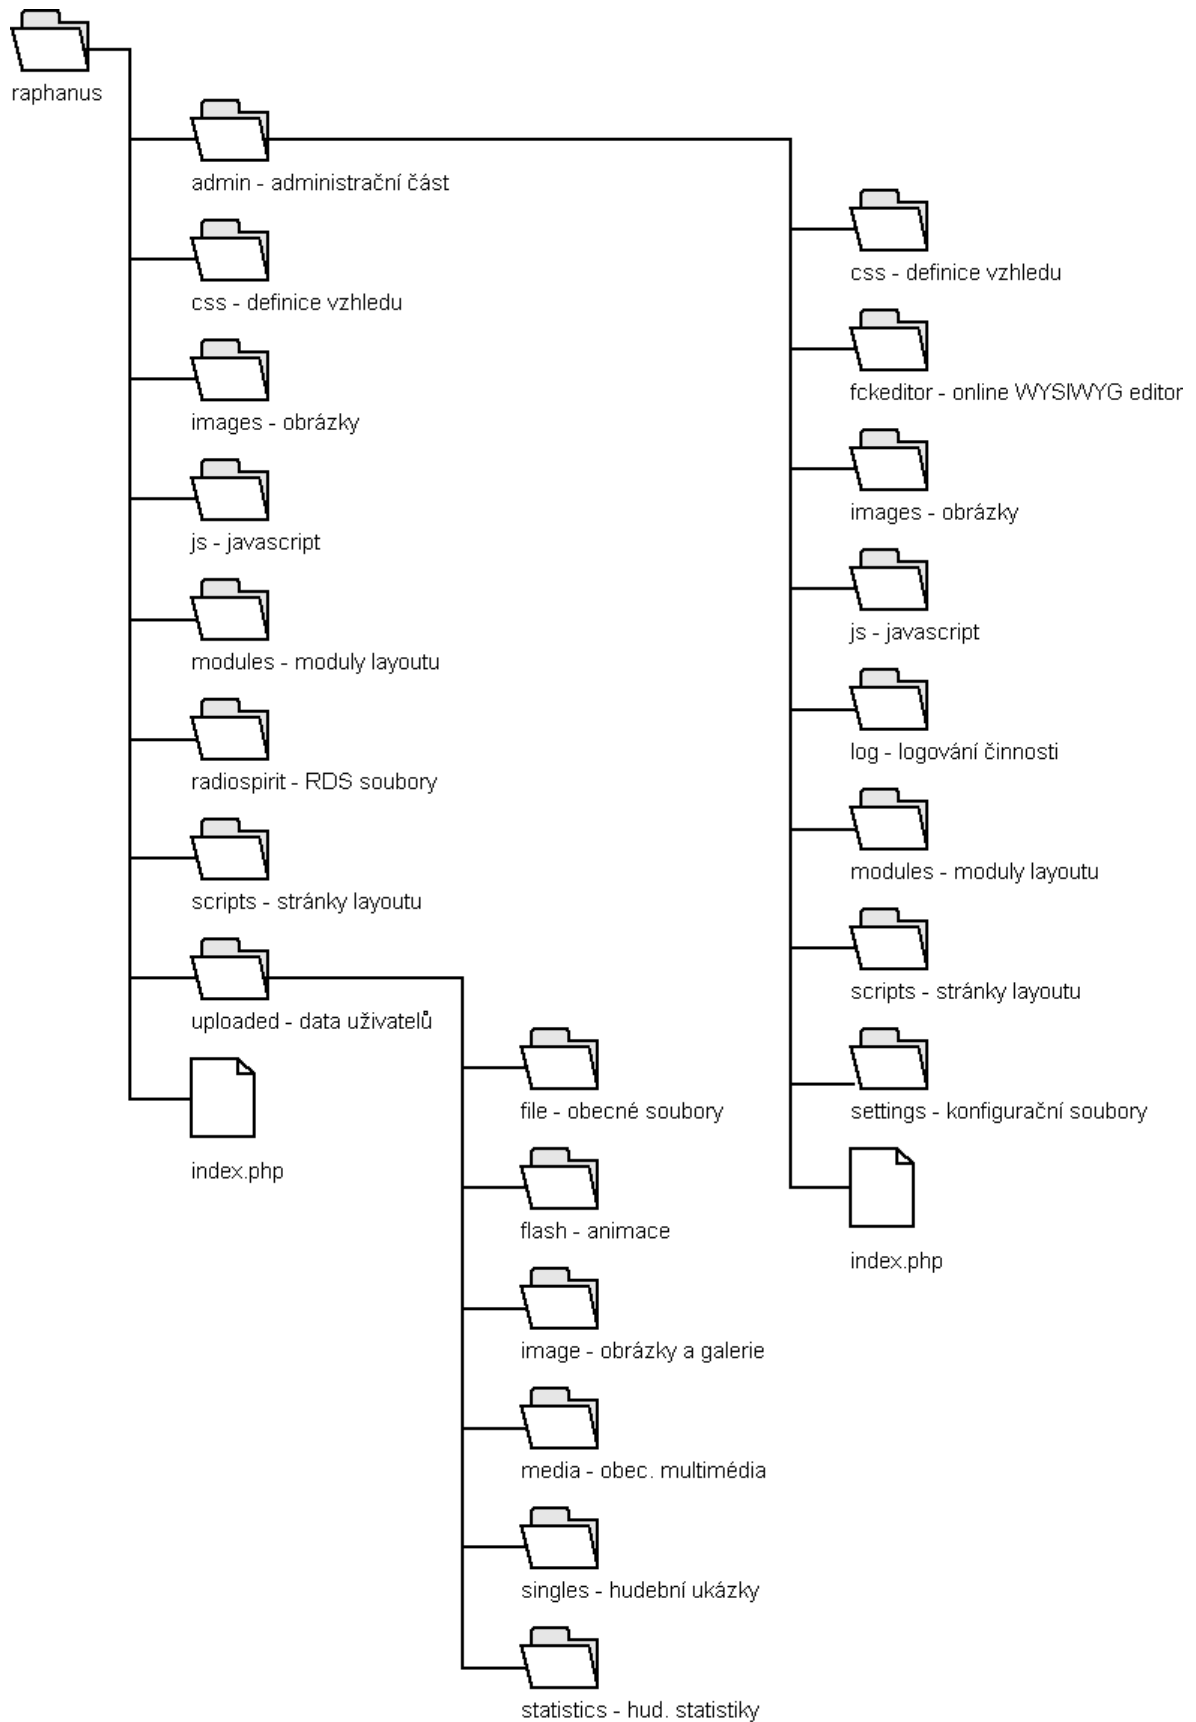 raphanus
admin - administrační část
css - definice vzhledu
images - obrázky
js - javascript
modules - moduly layoutu
radiospirit - RDS soubory
scripts - stránky layoutu
uploaded - data uživatelů
index.php
file - obecné soubory
flash - animace
image - obrázky a galerie
media - obec. multimédia
singles - hudební ukázky
statistics - hud. statistiky
css - definice vzhledu
fckeditor - online WYSIWYG editor
images - obrázky
js - javascript
log - logování činnosti
modules - moduly layoutu
scripts - stránky layoutu
settings - konfigurační soubory
index.php